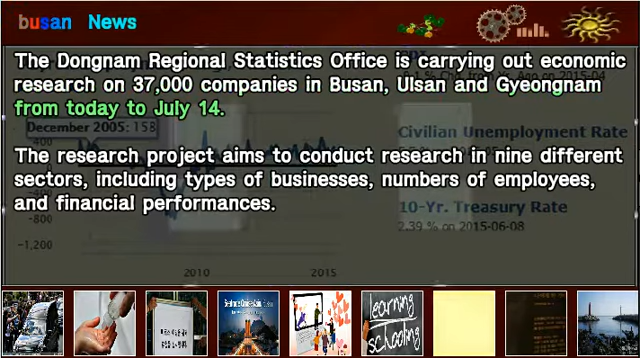 busan News
The Dongnam Regional Statistics Office is carrying out economic
research on 37,000 companies in Busan, Ulsan and Gyeongnam
from today to July 14.
December 2005: 158
Civilian Unemployment Rate
The research project aims to conduct research in nine different
sectors, including types of businesses, numbers of employees,
and financial performances.
10-Yr. Treasury Rate
-800
2.39 % on 2015-06-08
-1,200
2010 2015
learning
schooling